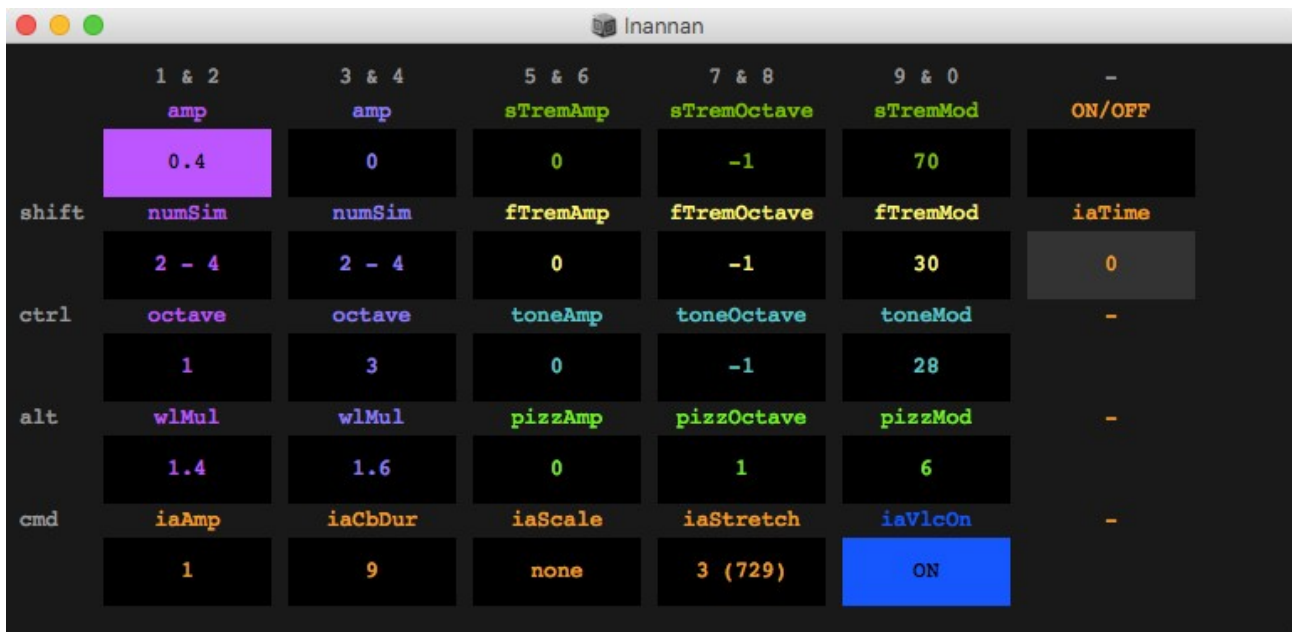 Inannan
1 & 2 3 & 4 5 & 6 7 & 8 9 & 0 -
amp amp sTremAmp sTremOctave sTremMod ON/OFF
0.4 0 0 -1 70
shift numSim numSim fTremAmp fTremOctave fTremMod iaTime
2 - 4 2 - 4 0 -1 30 0
ctrl octave octave toneAmp toneOctave toneMod -
1 3 0 -1 28
alt wlMul wlMul pizzAmp pizzOctave pizzMod -
1.4 1.6 0 1 6
cmd iaAmp iaCbDur iaScale iaStretch iaVlcOn -
1 9 none 3 (729) ON